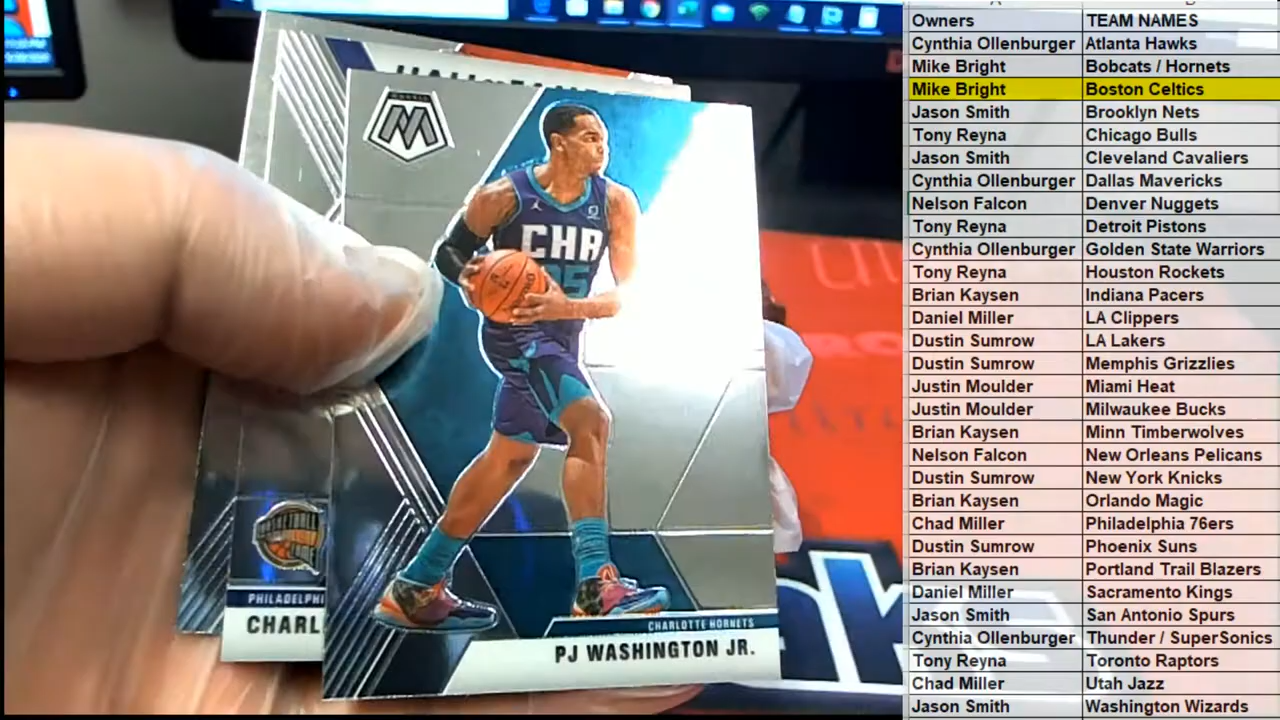 HALL
CHA
25
PHILADELPHI
CHARL
CHARLOTTE HORNETS
PJ WASHINGTON JR.
Owners TEAM NAMES
Cynthia Ollenburger Atlanta Hawks
Mike Bright Bobcats / Hornets
Mike Bright Boston Celtics
Jason Smith Brooklyn Nets
Tony Reyna Chicago Bulls
Jason Smith Cleveland Cavaliers
Cynthia Ollenburger Dallas Mavericks
Nelson Falcon Denver Nuggets
Tony Reyna Detroit Pistons
Cynthia Ollenburger Golden State Warriors
Tony Reyna Houston Rockets
Brian Kaysen Indiana Pacers
Daniel Miller LA Clippers
Dustin Sumrow LA Lakers
Dustin Sumrow Memphis Grizzlies
Justin Moulder Miami Heat
Justin Moulder Milwaukee Bucks
Brian Kaysen Minn Timberwolves
Nelson Falcon New Orleans Pelicans
Dustin Sumrow New York Knicks
Brian Kaysen Orlando Magic
Chad Miller Philadelphia 76ers
Dustin Sumrow Phoenix Suns
Brian Kaysen Portland Trail Blazers
Daniel Miller Sacramento Kings
Jason Smith San Antonio Spurs
Cynthia Ollenburger Thunder / SuperSonics
Tony Reyna Toronto Raptors
Chad Miller Utah Jazz
Jason Smith Washington Wizards